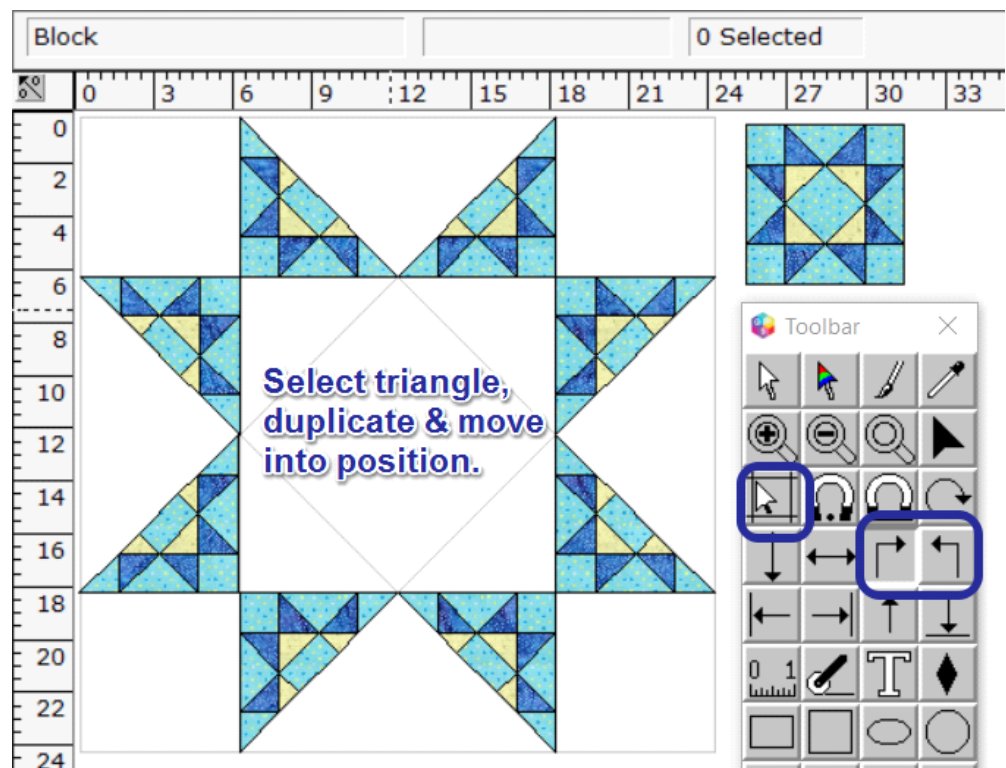 Block
0 Selected
0 3 6 9 12 15 18 21 24 27 30 33
0
2
4
6
8
10
12
14
16
18
20
22
24
Select triangle,
duplicate & move
into position.
Toolbar
0 1
T